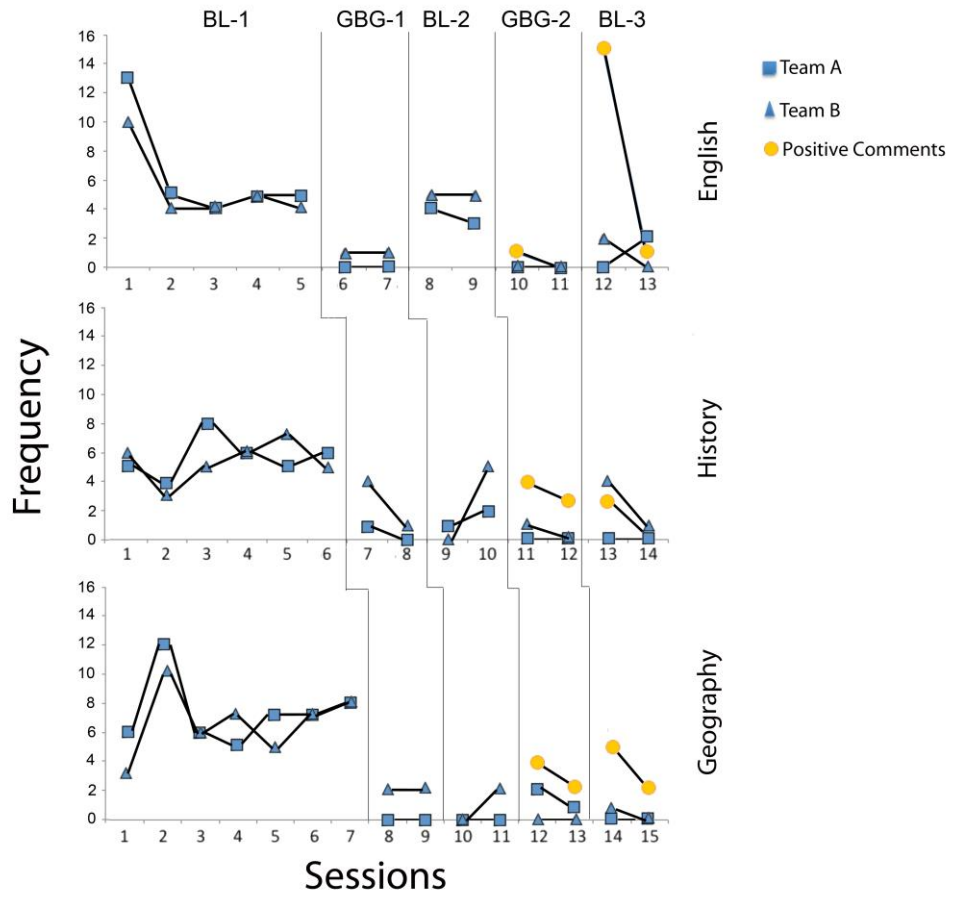 BL-1 GBG-1 BL-2 GBG-2 BL-3
16
14
12
10
8
6
4
2
0
1 2 3 4 5 6 7 8 9 10 11 12 13
English
Team A
Team B
Positive Comments
16
14
12
10
8
6
4
2
0
1 2 3 4 5 6 7 8 9 10 11 12 13 14
History
Frequency
16
14
12
10
8
6
4
2
0
1 2 3 4 5 6 7 8 9 10 11 12 13 14 15
Geography
Sessions